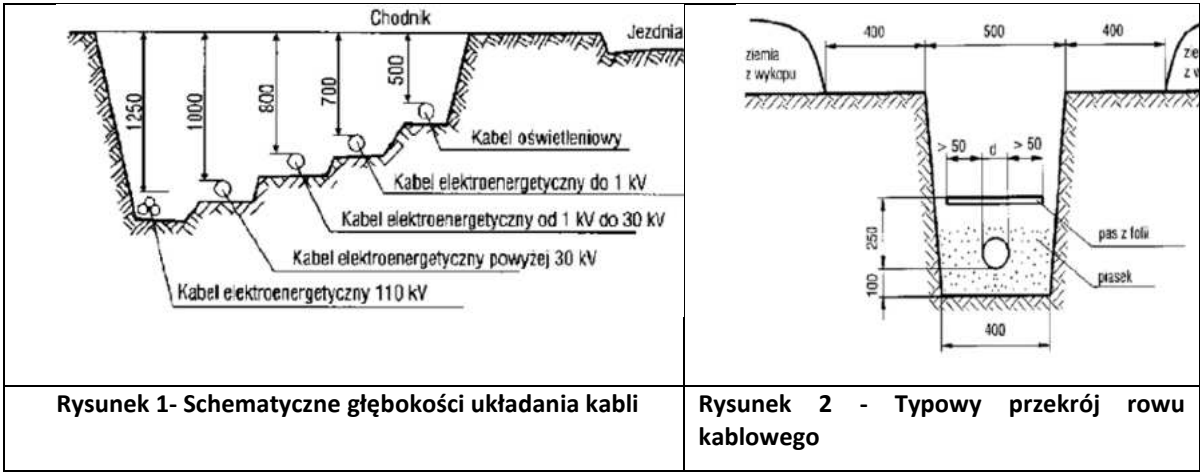 Chodnik
Jezdnia
1250
1000
800
700
500
Kabel oświetleniowy
Kabel elektroenergetyczny do 1 kV
Kabel elektroenergetyczny od 1 kV do 30 kV
Kabel elektroenergetyczny powyżej 30 kV
Kabel elektroenergetyczny 110 kV
Rysunek 1- Schematyczne głębokości układania kabli
400
500
400
ziemia
z wykopu
zie
z w
> 50
d
> 50
250
pas z folii
piasek
100
400
Rysunek 2 - Typowy przekrój rowu
kablowego